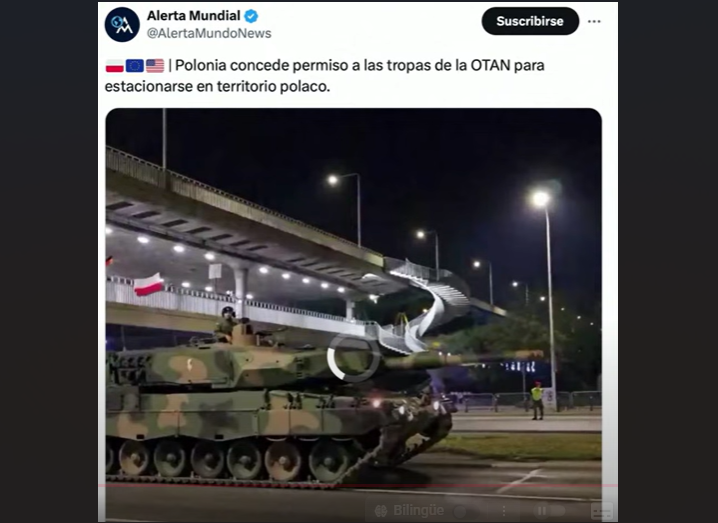 Alerta Mundial
@AlertaMundoNews
Suscribirse
| Polonia concede permiso a las tropas de la OTAN para
estacionarse en territorio polaco.
Bilingüe